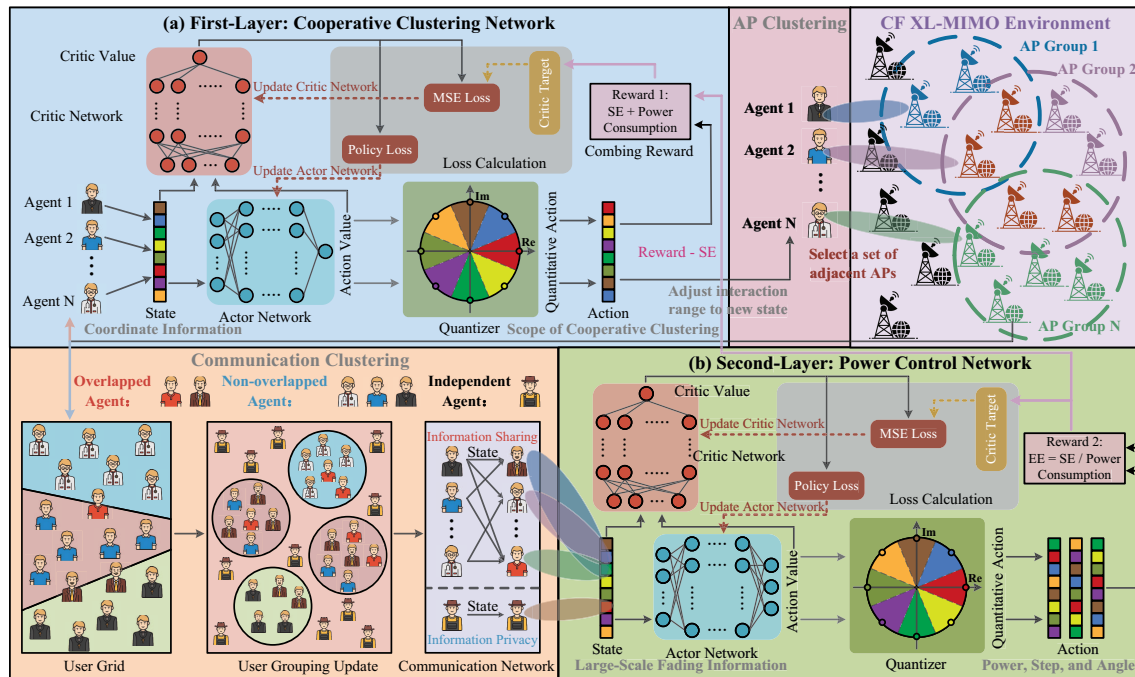 (a) First-Layer: Cooperative Clustering Network
Critic Value
Critic Network
Update Critic Network
MSE Loss
Critic Target
Policy Loss
Loss Calculation
Update Actor Network
Reward 1:
SE + Power
Consumption
Combing Reward
Agent 1
Agent 2
Agent N
State
Actor Network
Action Value
Im
Re
Quantizer
Quantitative Action
Action
Coordinate Information
Scope of Cooperative Clustering
Reward - SE
AP Clustering
Agent 1
Agent 2
Agent N
Select a set of
adjacent APs
Adjust interaction
range to new state
CF XL-MIMO Environment
AP Group 1
AP Group 2
AP Group N
Communication Clustering
Overlapped
Agent:
Non-overlapped
Agent:
Independent
Agent:
User Grid
User Grouping Update
Information Sharing
State
State
Information Privacy
Communication Network
(b) Second-Layer: Power Control Network
Critic Value
Update Critic Network
MSE Loss
Critic Target
Critic Network
Policy Loss
Loss Calculation
Update Actor Network
Reward 2:
EE = SE / Power
Consumption
State
Actor Network
Action Value
Im
Re
Quantizer
Quantitative Action
Action
Large-Scale Fading Information
Power, Step, and Angle